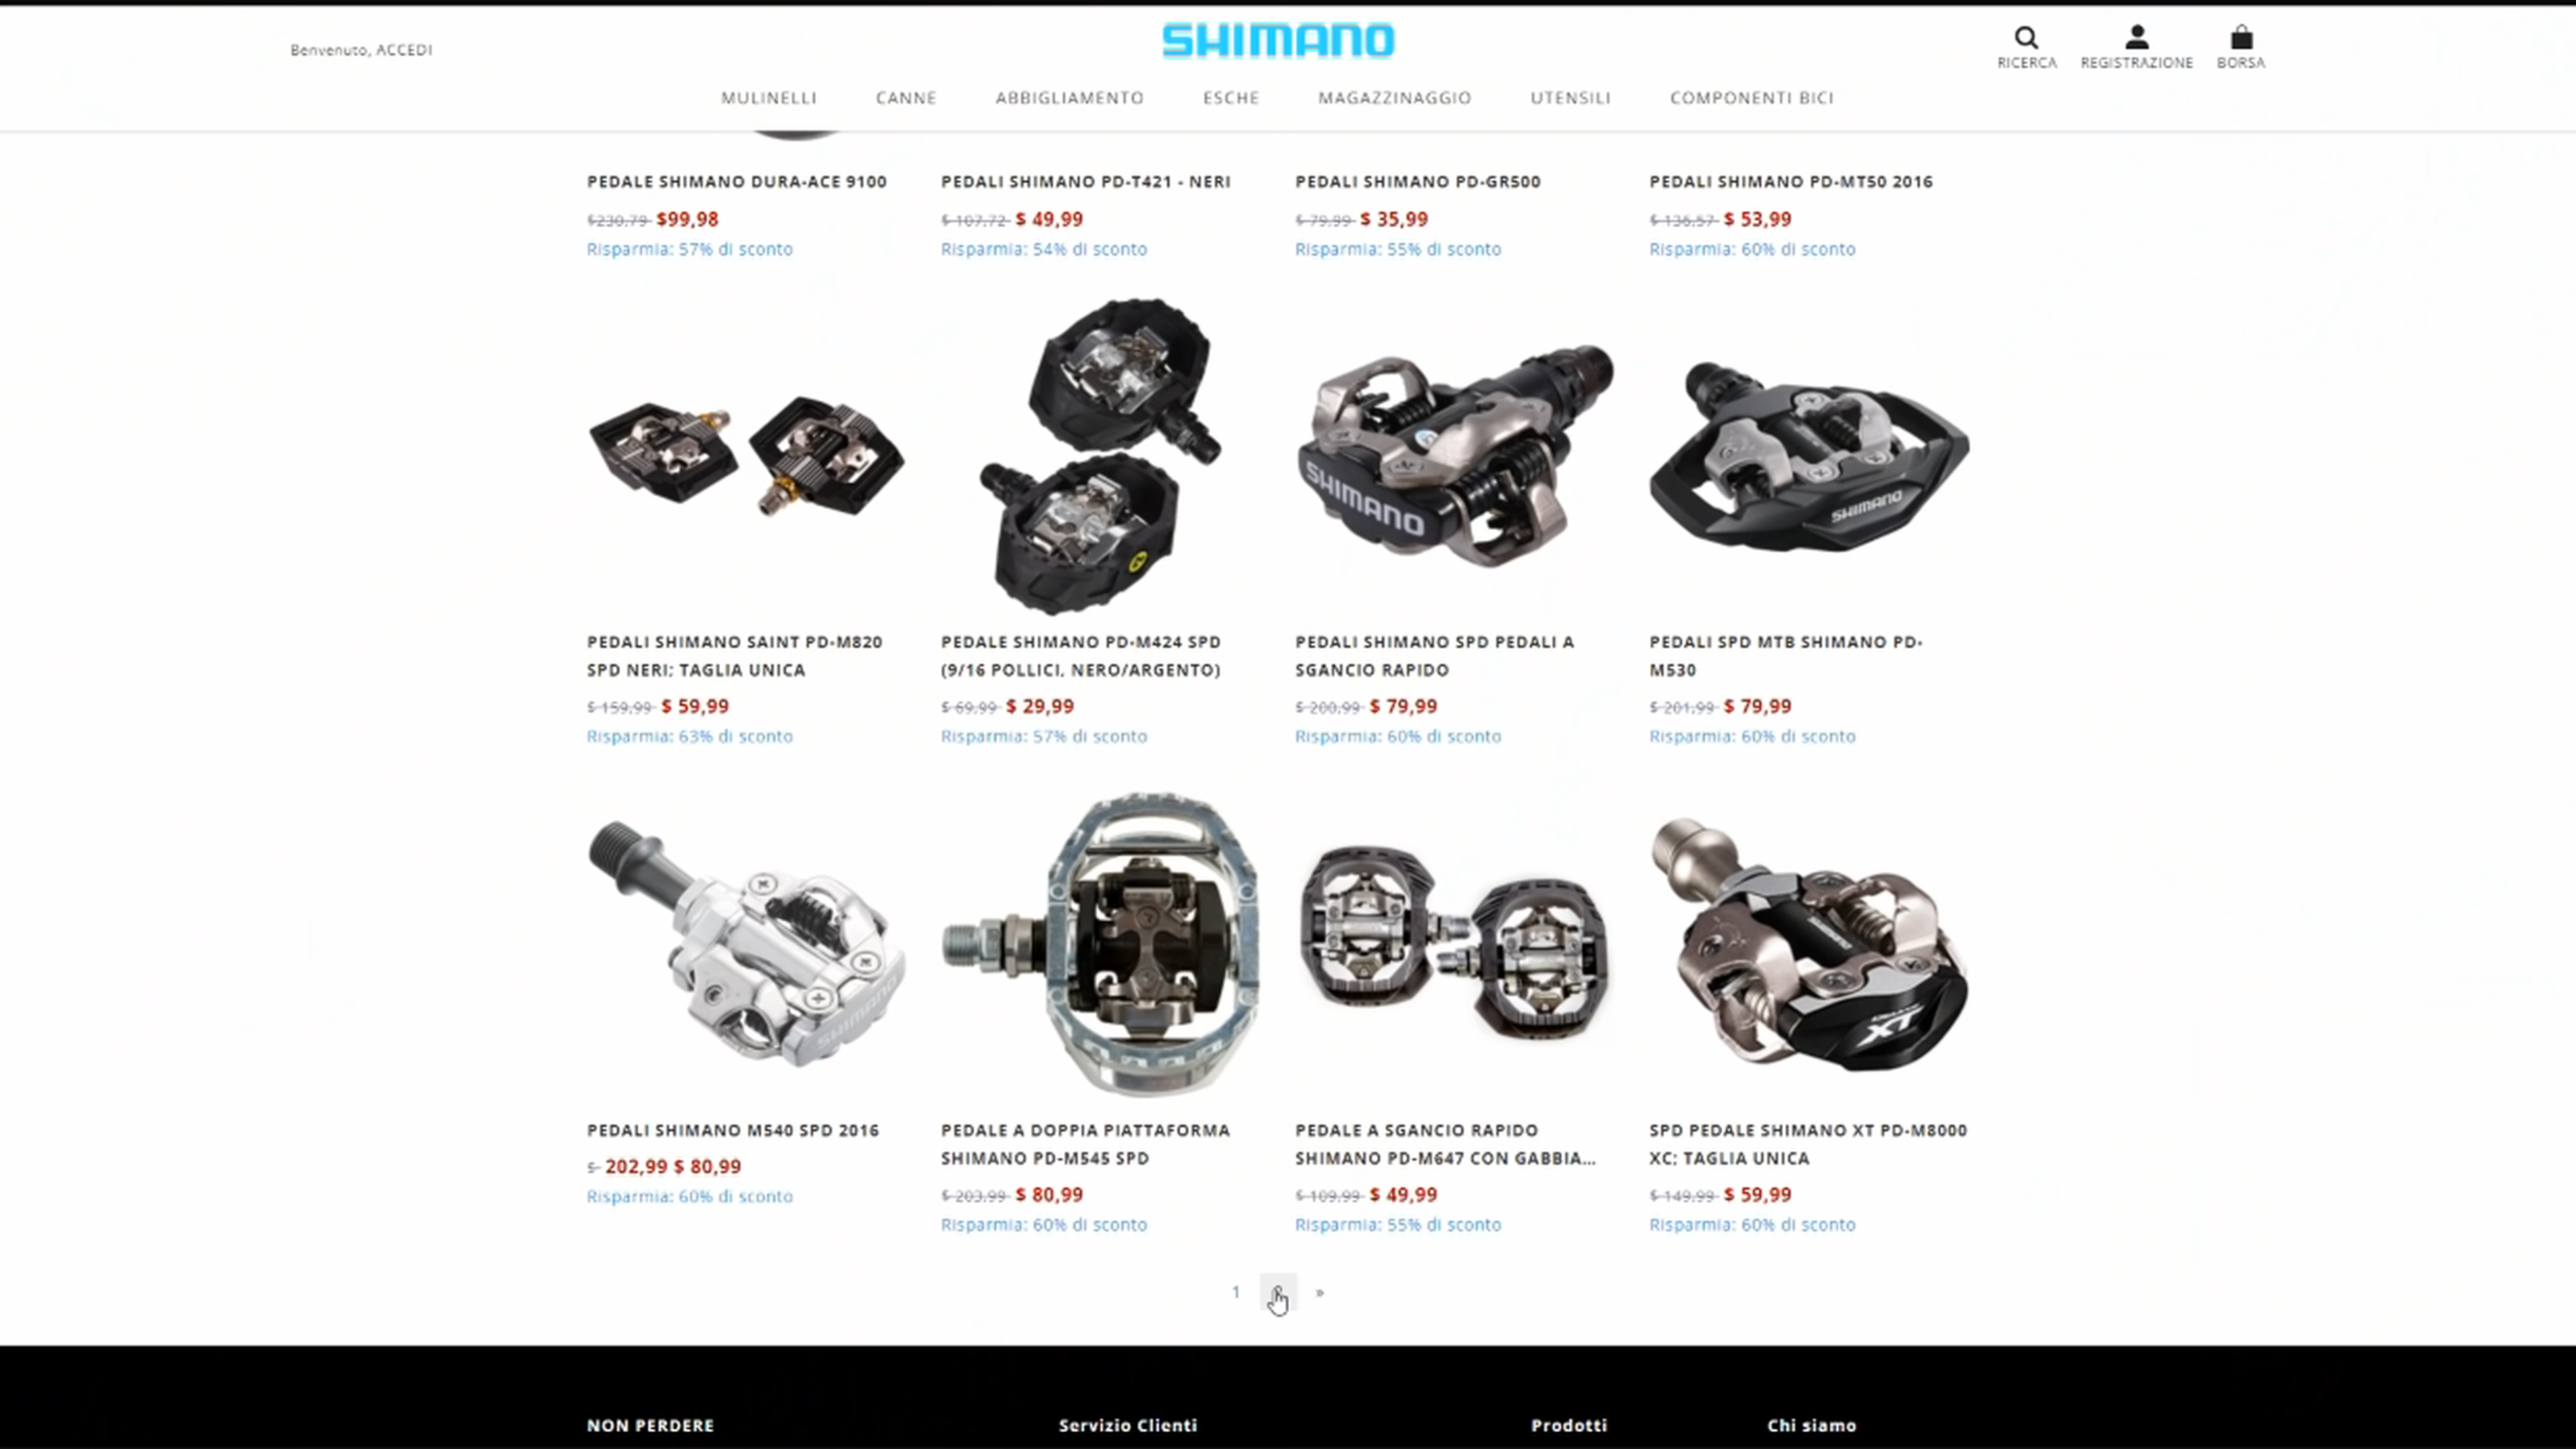 SHIMANO
Benvenuto, ACCEDI
RICERCA
REGISTRAZIONE
BORSA
MULINELLI
CANNE
ABBIGLIAMENTO
ESCHE
MAGAZZINAGGIO
UTENSILI
COMPONENTI BICI
PEDALE SHIMANO DURA-ACE 9100
$230,79 $99,98
Risparmia: 57% di sconto
PEDALI SHIMANO PD-T421 - NERI
$ 107,72 $ 49,99
Risparmia: 54% di sconto
PEDALI SHIMANO PD-GR500
$ 79,99 $ 35,99
Risparmia: 55% di sconto
PEDALI SHIMANO PD-MT50 2016
$ 136,57 $ 53,99
Risparmia: 60% di sconto
SHIMANO
SHIMANO
PEDALI SHIMANO SAINT PD-M820
SPD NERI; TAGLIA UNICA
$ 159,99 $ 59,99
Risparmia: 63% di sconto
PEDALE SHIMANO PD-M424 SPD
(9/16 POLLICI, NERO/ARGENTO)
$ 69,99 $ 29,99
Risparmia: 57% di sconto
PEDALI SHIMANO SPD PEDALI A
SGANCIO RAPIDO
$ 200,99 $ 79,99
Risparmia: 60% di sconto
PEDALI SPD MTB SHIMANO PD-
M530
$ 201,99 $ 79,99
Risparmia: 60% di sconto
SHIMANO
XT
PEDALI SHIMANO M540 SPD 2016
$ 202,99 $ 80,99
Risparmia: 60% di sconto
PEDALE A DOPPIA PIATTAFORMA
SHIMANO PD-M545 SPD
$ 203,99 $ 80,99
Risparmia: 60% di sconto
PEDALE A SGANCIO RAPIDO
SHIMANO PD-M647 CON GABBIA...
$ 109,99 $ 49,99
Risparmia: 55% di sconto
SPD PEDALE SHIMANO XT PD-M8000
XC; TAGLIA UNICA
$ 149,99 $ 59,99
Risparmia: 60% di sconto
1 »
NON PERDERE
Servizio Clienti
Prodotti
Chi siamo